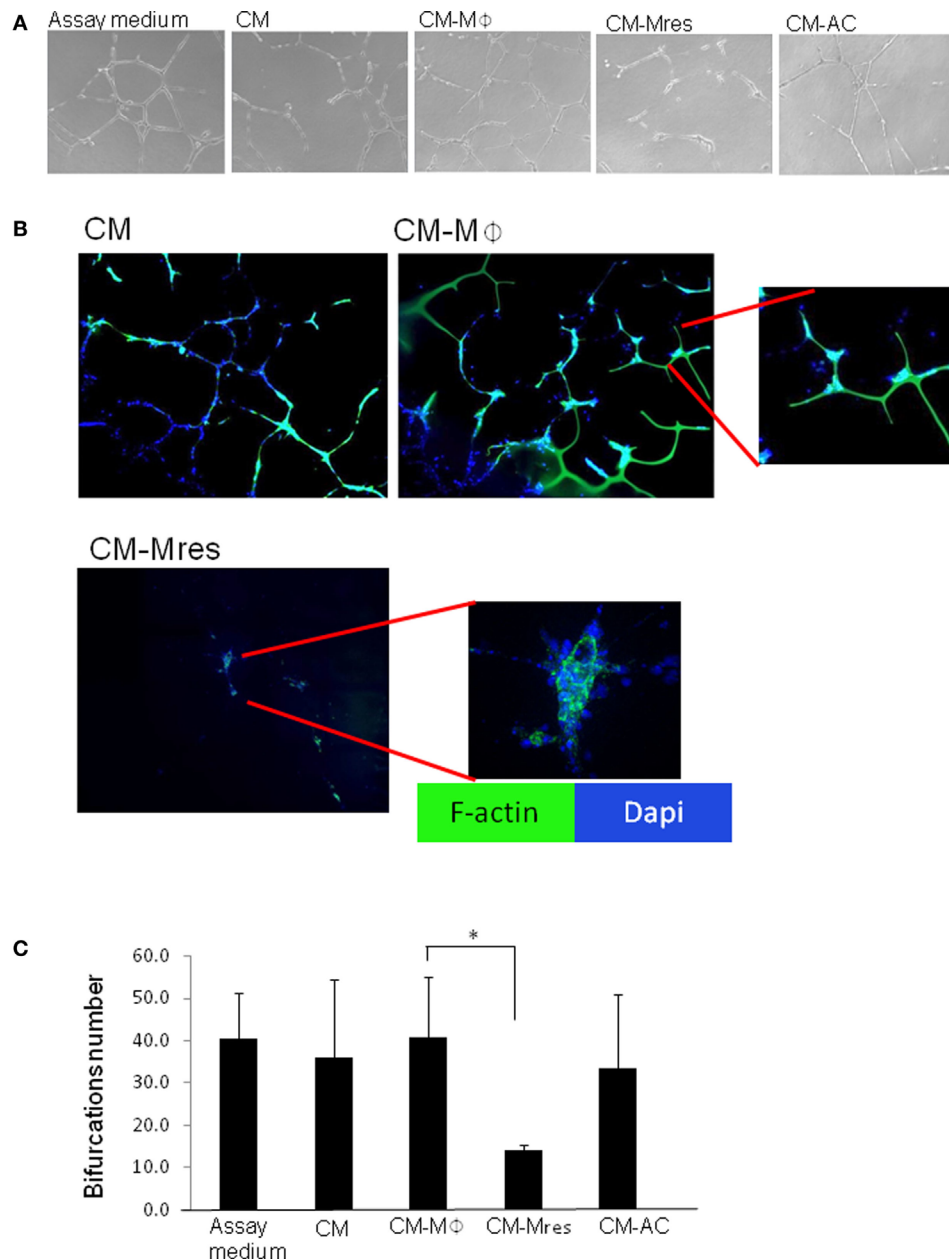 A
Assay medium
CM
CM-MΦ
CM-Mres
CM-AC
B
CM
CM-MΦ
CM-Mres
F-actin
Dapi
C
*
Bifurcationsnumber
60.0
50.0
40.0
30.0
20.0
10.0
0.0
Assay
medium
CM
CM-MΦ
CM-Mres
CM-AC